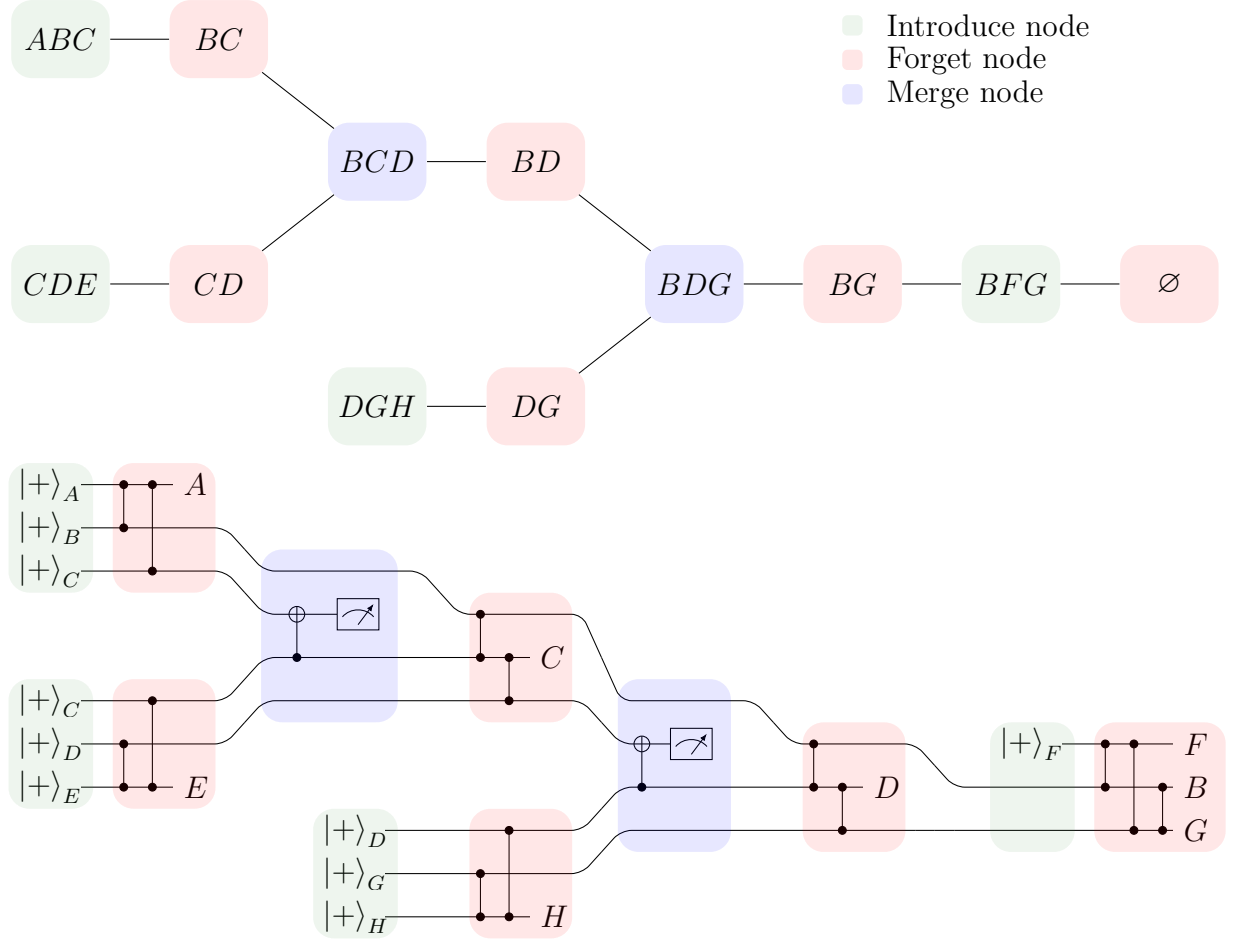 ABC BC Introduce node
Forget node
Merge node
BCD BD
CDE CD BDG BG BFG ∅
DGH DG
|+⟩_A A
|+⟩_B
|+⟩_C
C
|+⟩_C
|+⟩_D |+⟩_F F
|+⟩_E E D B
|+⟩_D G
|+⟩_G
|+⟩_H H